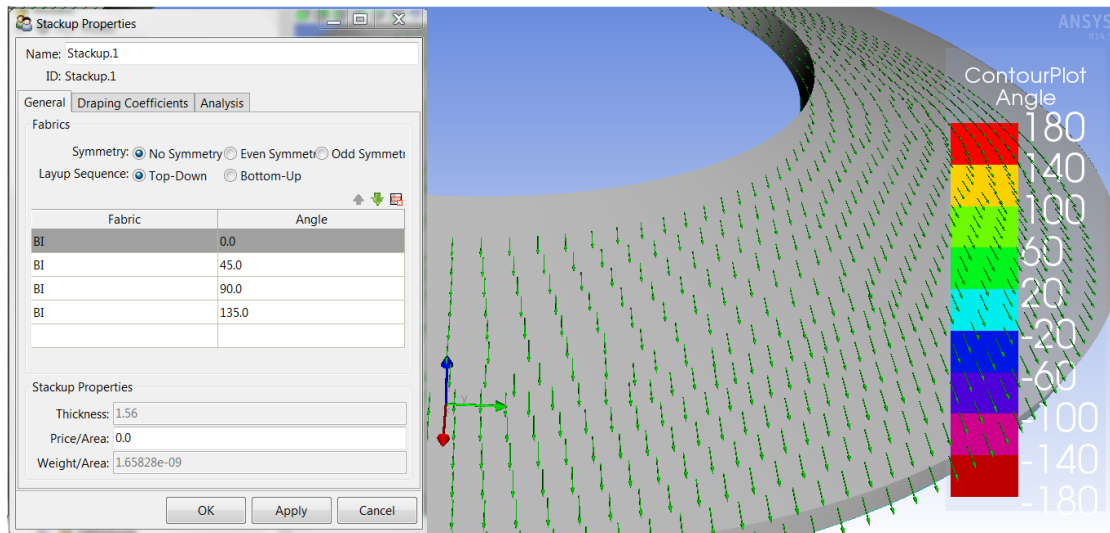 Stackup Properties
Name: Stackup.1
ID: Stackup.1
General Draping Coefficients Analysis
Fabrics
Symmetry: No Symmetry Even Symmetr Odd Symmetr
Layup Sequence: Top-Down Bottom-Up
Fabric Angle
BI 0.0
BI 45.0
BI 90.0
BI 135.0
Stackup Properties
Thickness: 1.56
Price/Area: 0.0
Weight/Area: 1.65828e-09
OK Apply Cancel
ANSYS
R14.5
ContourPlot
Angle
180
140
100
60
20
-20
-60
-100
-140
-180
y